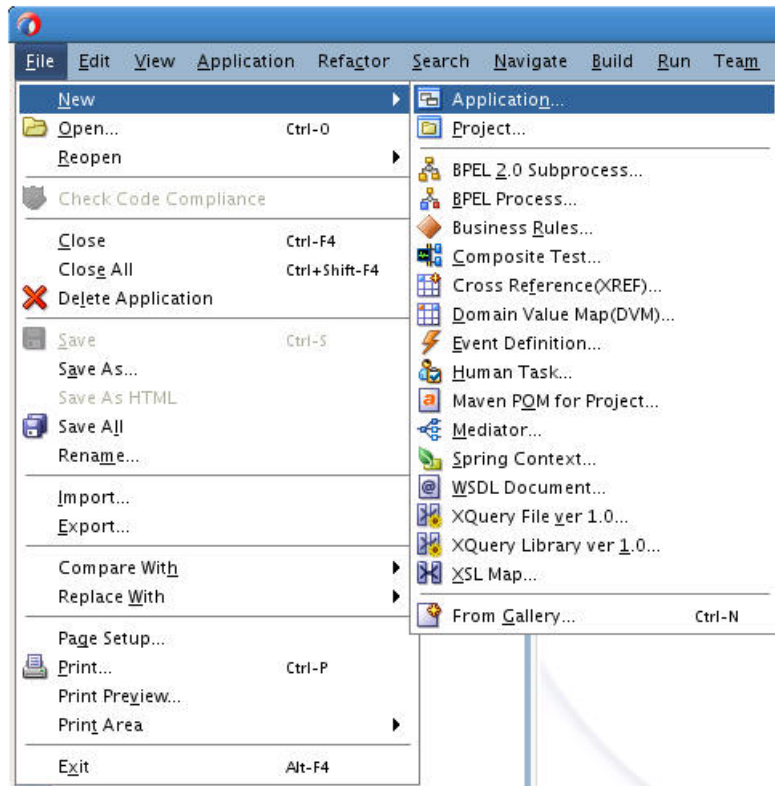 File Edit View Application Refactor Search Navigate Build Run Team
New
Open... Ctrl-O
Reopen
Check Code Compliance
Close Ctrl-F4
Close All Ctrl+Shift-F4
Delete Application
Save Ctrl-S
Save As...
Save As HTML
Save All
Rename...
Import...
Export...
Compare With
Replace With
Page Setup...
Print... Ctrl-P
Print Preview...
Print Area
Exit Alt-F4
Application...
Project...
BPEL 2.0 Subprocess...
BPEL Process...
Business Rules...
Composite Test...
Cross Reference(XREF)...
Domain Value Map(DVM)...
Event Definition...
Human Task...
Maven POM for Project...
Mediator...
Spring Context...
WSDL Document...
XQuery File ver 1.0...
XQuery Library ver 1.0...
XSL Map...
From Gallery... Ctrl-N